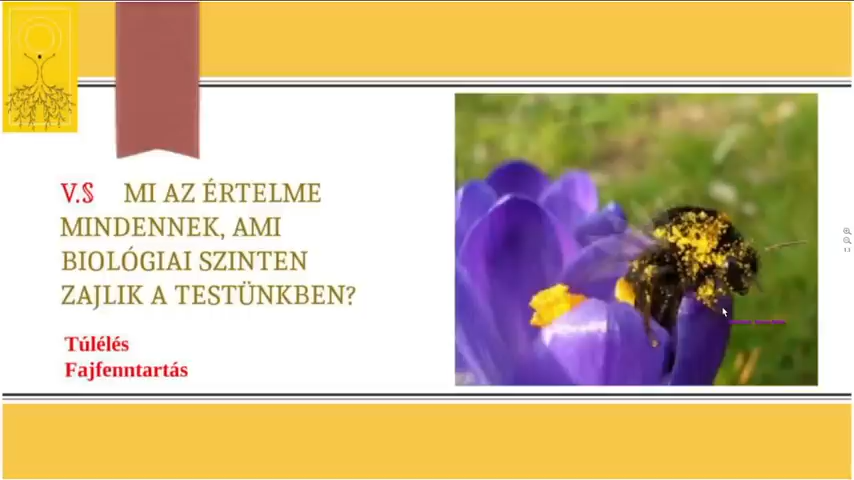 V.S MI AZ ÉRTELME
MINDENNEK, AMI
BIOLÓGIAI SZINTEN
ZAJLIK A TESTÜNKBEN?
Túlélés
Fajfenntartás